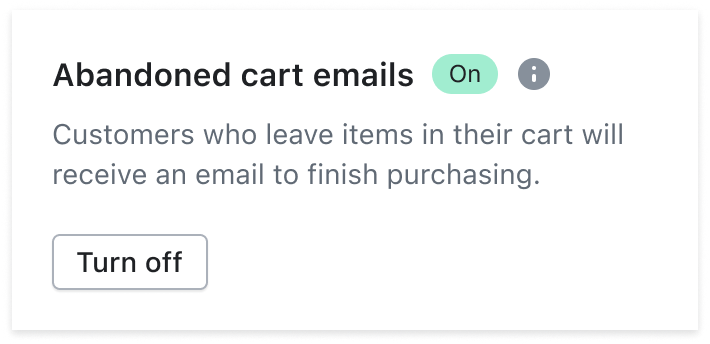 Abandoned cart emails On
Customers who leave items in their cart will
receive an email to finish purchasing.
Turn off